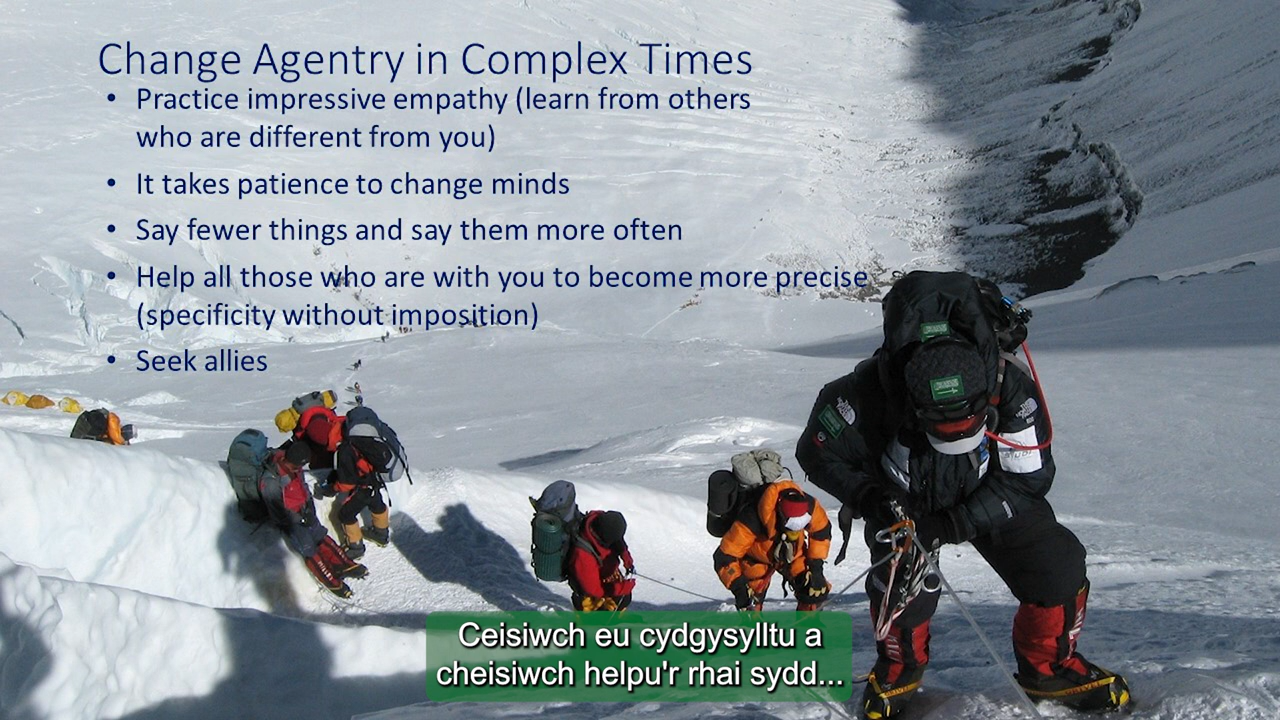 Change Agentry in Complex Times
• Practice impressive empathy (learn from others
who are different from you)
• It takes patience to change minds
• Say fewer things and say them more often
• Help all those who are with you to become more precise
(specificity without imposition)
• Seek allies
Ceisiwch eu cydgysylltu a
cheisiwch helpu'r rhai sydd...